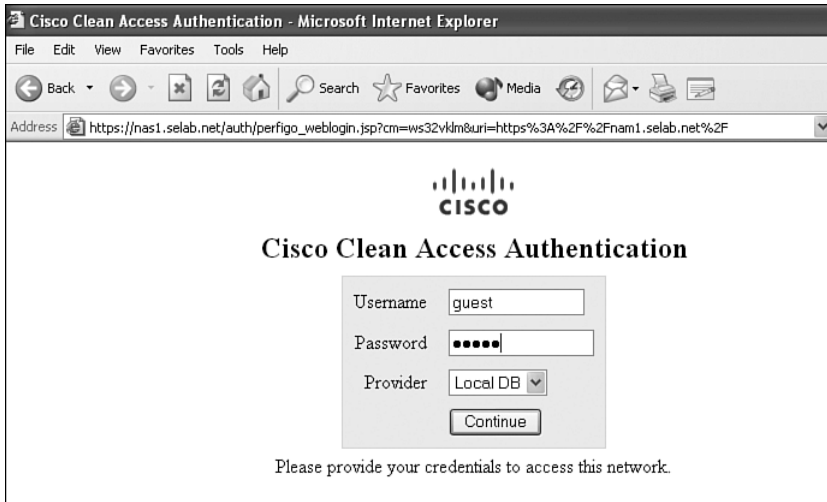 Cisco Clean Access Authentication - Microsoft Internet Explorer
File Edit View Favorites Tools Help
Back Search Favorites Media
Address https://nas1.selab.net/auth/perfigo_weblogin.jsp?cm=ws32vklm&uri=https%3A%2F%2Fnam1.selab.net%2F
CISCO
Cisco Clean Access Authentication
Username guest
Password •••••
Provider Local DB
Continue
Please provide your credentials to access this network.